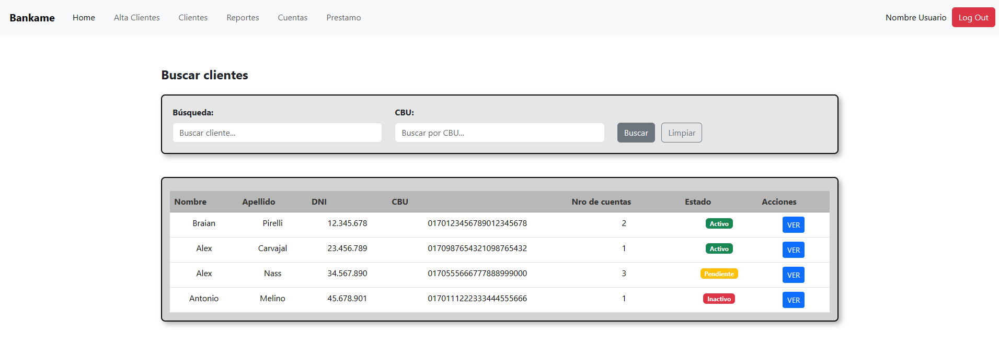 Bankame Home Alta Clientes Clientes Reportes Cuentas Prestamo Nombre Usuario Log Out
Buscar clientes
Búsqueda: CBU:
Buscar cliente... Buscar por CBU... Buscar Limpiar
Nombre Apellido DNI CBU Nro de cuentas Estado Acciones
Braian Pirelli 12.345.678 0170123456789012345678 2 Activo VER
Alex Carvajal 23.456.789 0170987654321098765432 1 Activo VER
Alex Nass 34.567.890 0170555666777888999000 3 Pendiente VER
Antonio Melino 45.678.901 0170111222333444555666 1 Inactivo VER